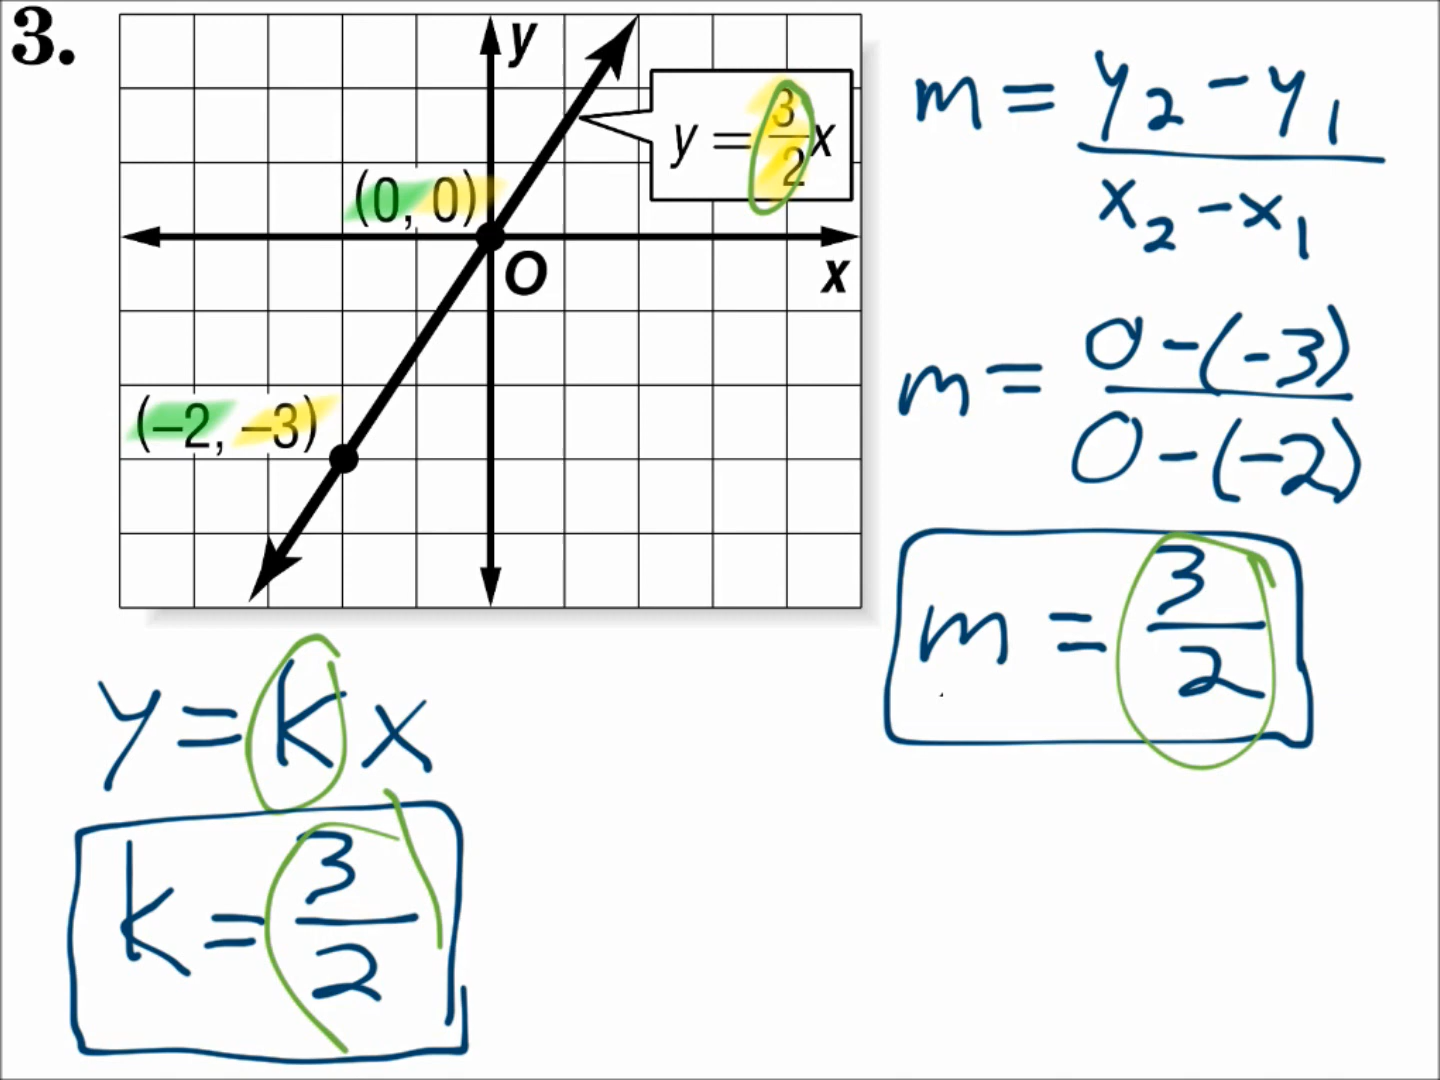 3.
y
y = 3/2 x
(0, 0)
O
x
(–2, –3)
m = y₂ - y₁ / x₂ - x₁
m = 0-(-3) / 0-(-2)
m = 3/2
y = kx
k = 3/2